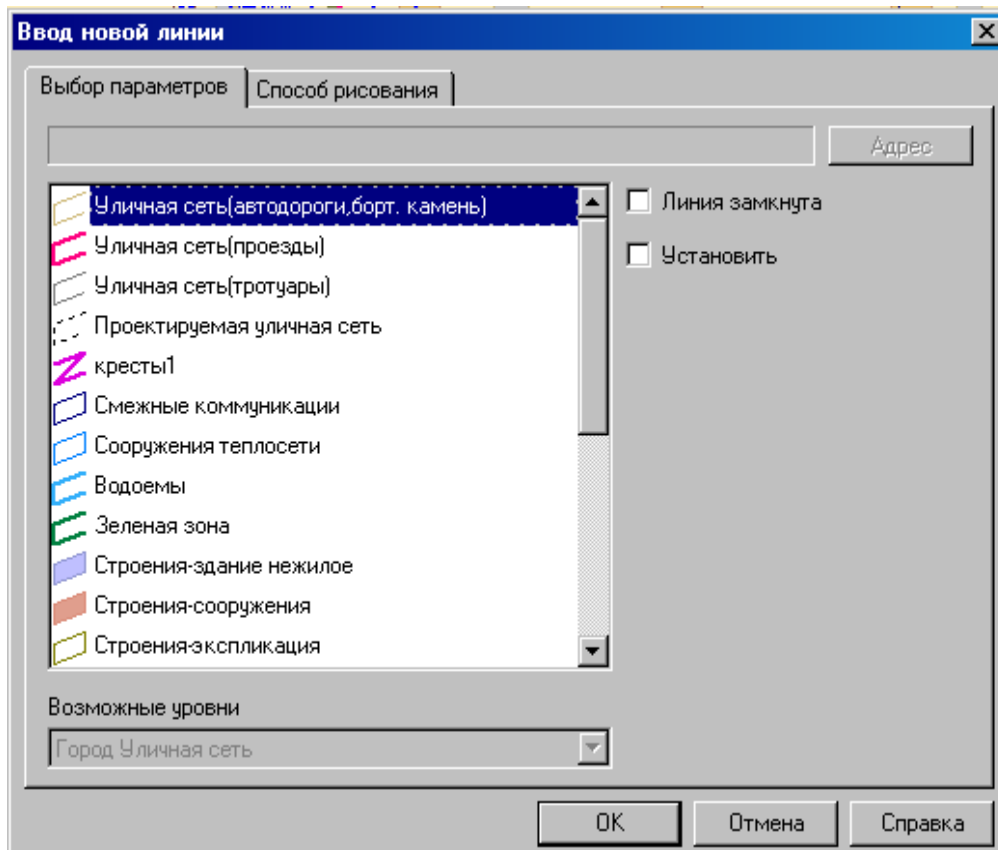 Ввод новой линии
Выбор параметров
Способ рисования
Адрес
Уличная сеть(автодороги,борт. камень)
Уличная сеть(проезды)
Уличная сеть(тротуары)
Проектируемая уличная сеть
кресты1
Смежные коммуникации
Сооружения теплосети
Водоемы
Зеленая зона
Строения-здание нежилое
Строения-сооружения
Строения-экспликация
Линия замкнута
Установить
Возможные уровни
Город Уличная сеть
OK
Отмена
Справка